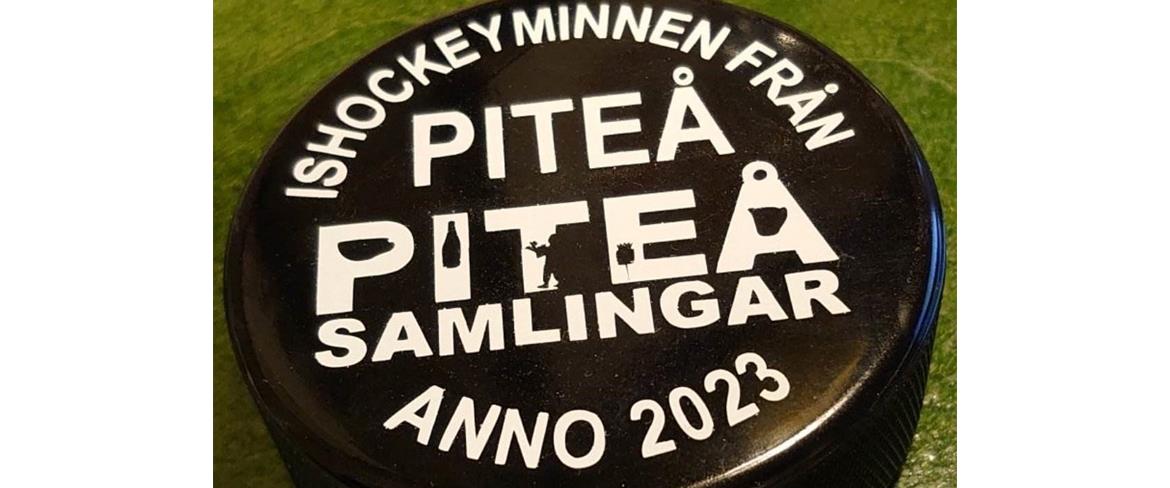 ISHOCKEYMINNEN FRÅN
PITEÅ
PITEÅ
SAMLINGAR
ANNO 2023